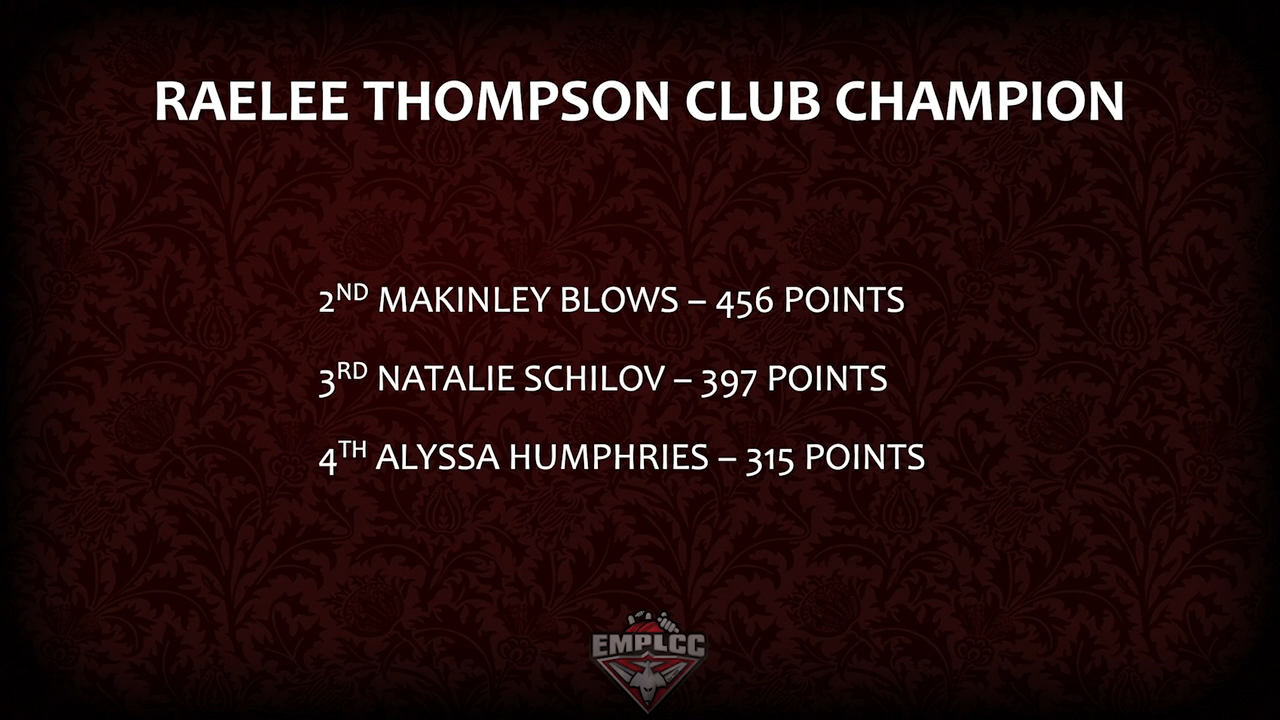 RAELEE THOMPSON CLUB CHAMPION
2ND MAKINLEY BLOWS – 456 POINTS
3RD NATALIE SCHILOV – 397 POINTS
4TH ALYSSA HUMPHRIES – 315 POINTS
EMPLCC